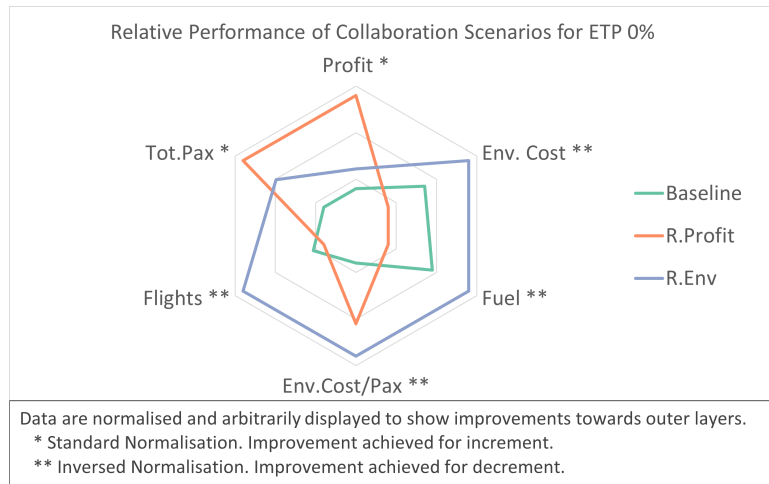 Relative Performance of Collaboration Scenarios for ETP 0%
Profit *
Tot.Pax *
Env. Cost **
Baseline
R.Profit
R.Env
Flights **
Fuel **
Env.Cost/Pax **
Data are normalised and arbitrarily displayed to show improvements towards outer layers.
* Standard Normalisation. Improvement achieved for increment.
** Inversed Normalisation. Improvement achieved for decrement.